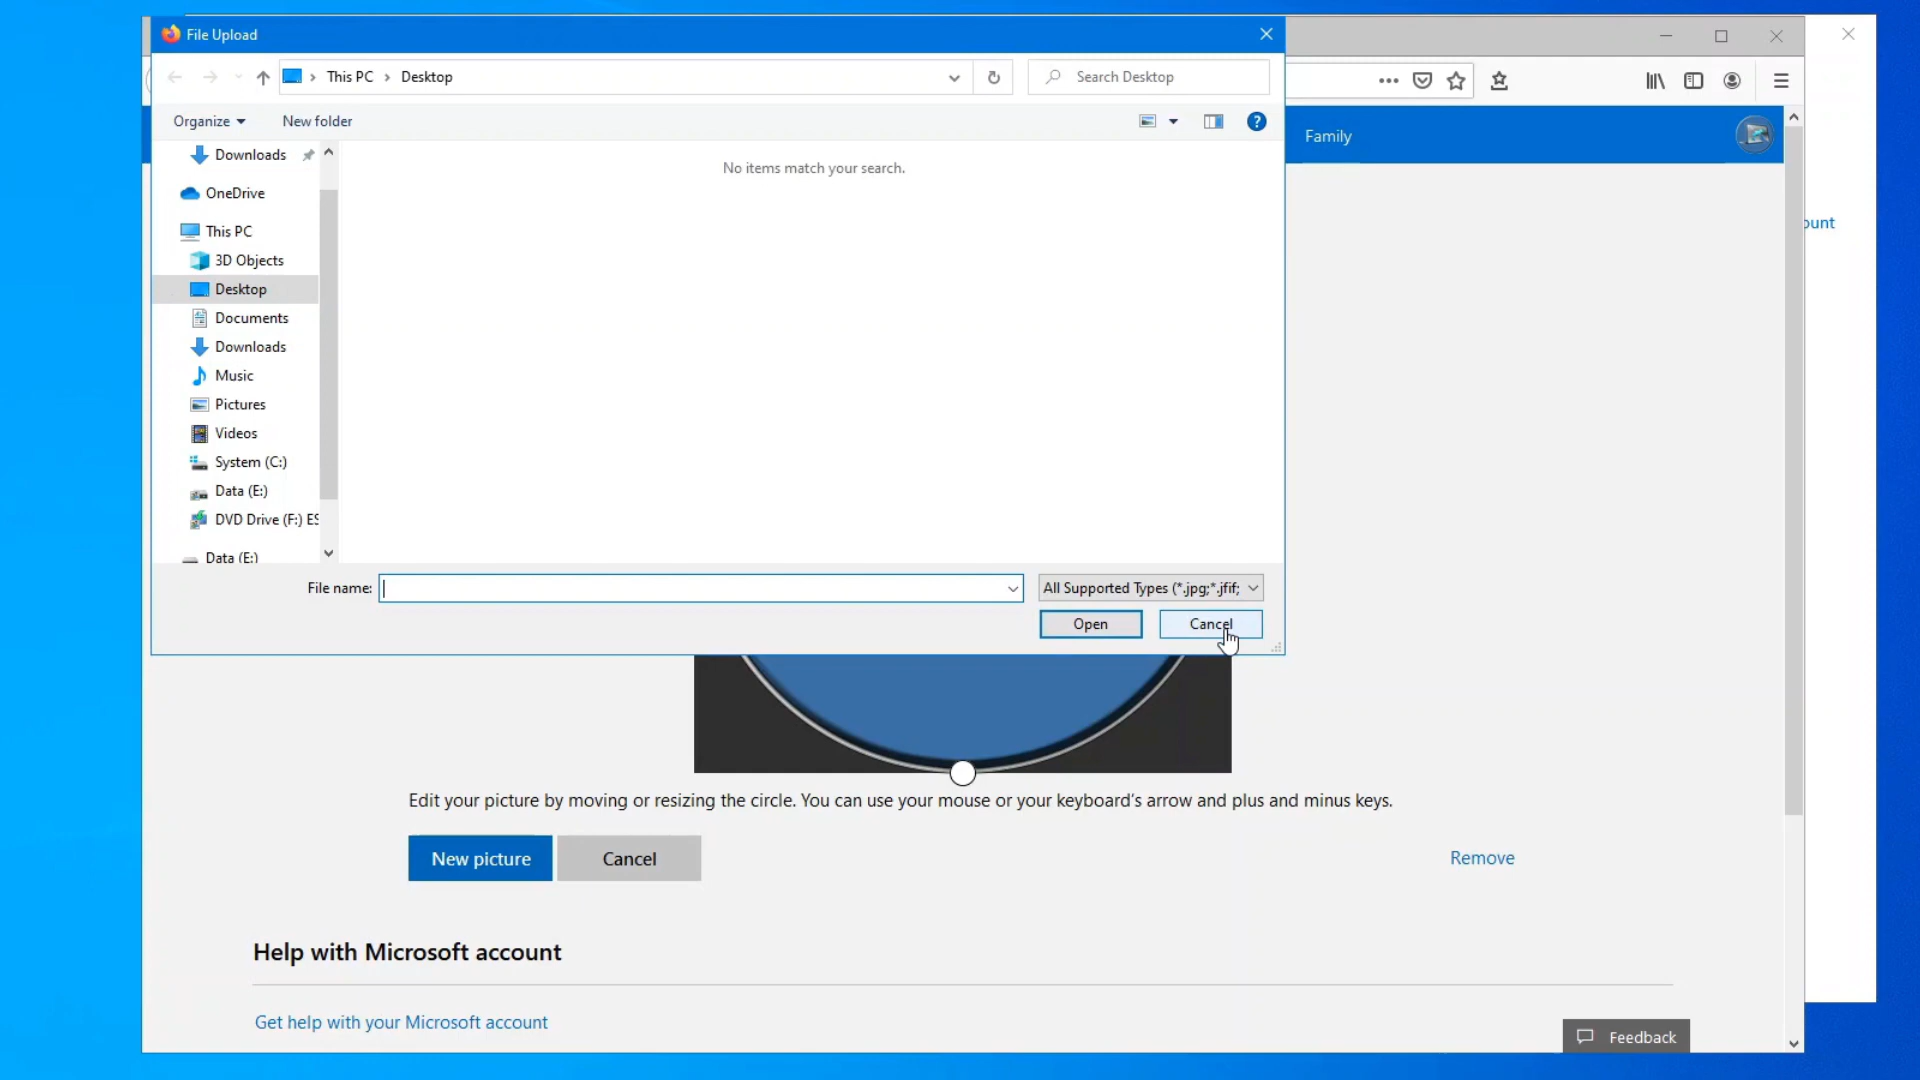 File Upload
This PC > Desktop
Search Desktop
Organize
New folder
Family
Downloads
No items match your search.
OneDrive
This PC
ount
3D Objects
Desktop
Documents
Downloads
Music
Pictures
Videos
System (C:)
Data (E:)
DVD Drive (F:) ES
Data (E:)
File name:
All Supported Types (*.jpg;*.jfif;
Open
Cancel
Edit your picture by moving or resizing the circle. You can use your mouse or your keyboard's arrow and plus and minus keys.
New picture
Cancel
Remove
Help with Microsoft account
Get help with your Microsoft account
Feedback